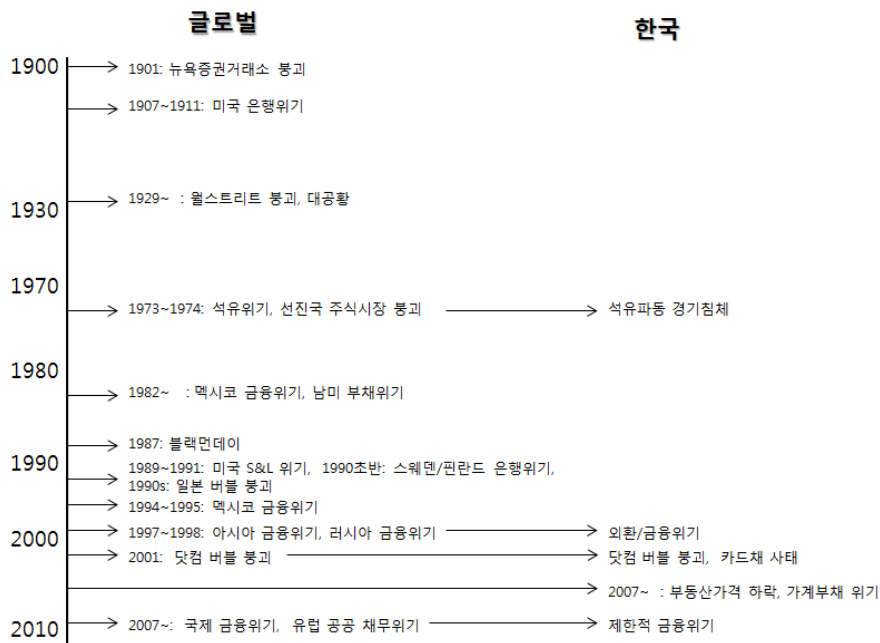 글로벌 한국
1900
1901: 뉴욕증권거래소 붕괴
1907~1911: 미국 은행위기
1929~ : 월스트리트 붕괴, 대공황
1930
1970
1973~1974: 석유위기, 선진국 주식시장 붕괴 석유파동 경기침체
1980
1982~ : 멕시코 금융위기, 남미 부채위기
1987: 블랙먼데이
1990
1989~1991: 미국 S&L 위기, 1990초반: 스웨덴/핀란드 은행위기,
1990s: 일본 버블 붕괴
1994~1995: 멕시코 금융위기
1997~1998: 아시아 금융위기, 러시아 금융위기 외환/금융위기
2000
2001: 닷컴 버블 붕괴 닷컴 버블 붕괴, 카드채 사태
2007~ : 부동산가격 하락, 가계부채 위기
2010
2007~: 국제 금융위기, 유럽 공공 채무위기 제한적 금융위기